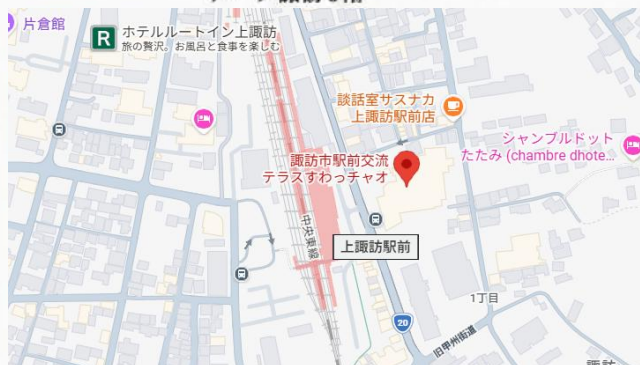 片倉館
ホテルルートイン上諏訪
旅の贅沢。お風呂と食事を楽しむ
R
談話室サスナカ
上諏訪駅前店
シャンブルドット
たたみ (chambre dhote...
諏訪市駅前交流
テラスすわっチャオ
中央東線
上諏訪駅前
1丁目
20
旧甲州街道